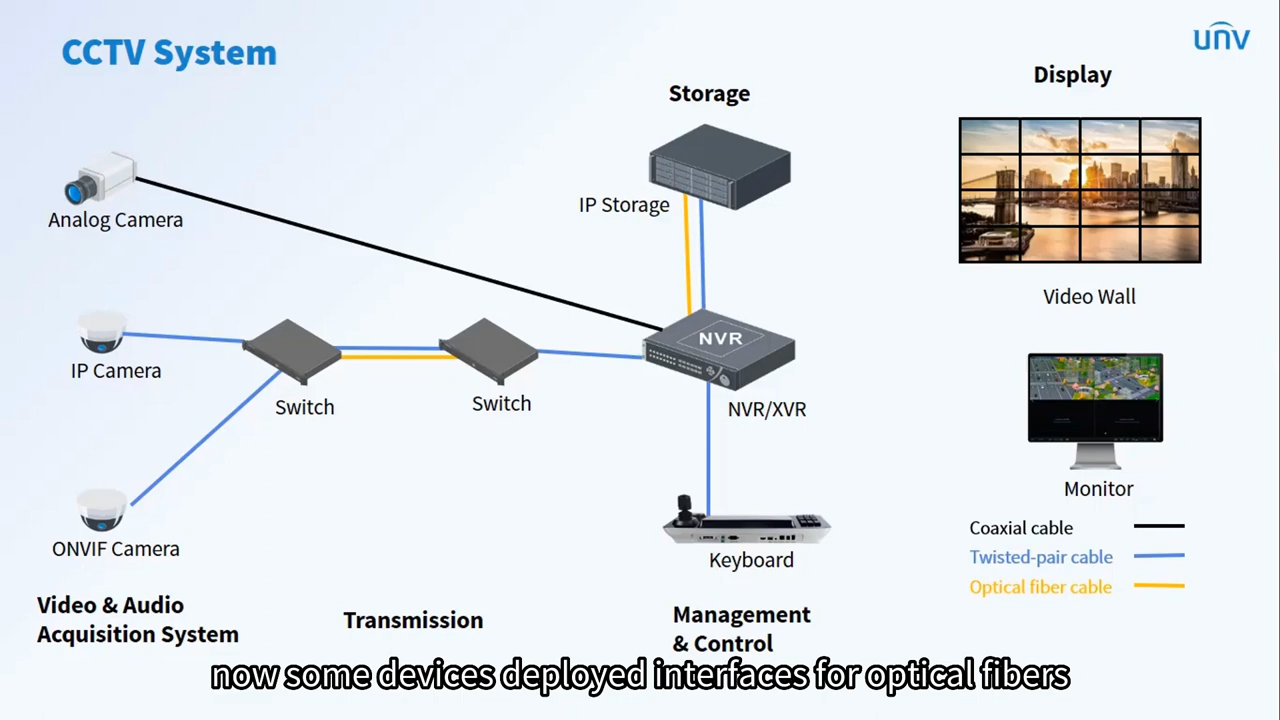 CCTV System
unv
Display
Storage
Analog Camera
IP Storage
Video Wall
NVR
IP Camera
Switch
Switch
NVR/XVR
Monitor
Coaxial cable
Twisted-pair cable
Optical fiber cable
ONVIF Camera
Keyboard
Video & Audio
Acquisition System
Transmission
Management
& Control
now some devices deployed interfaces for optical fibers